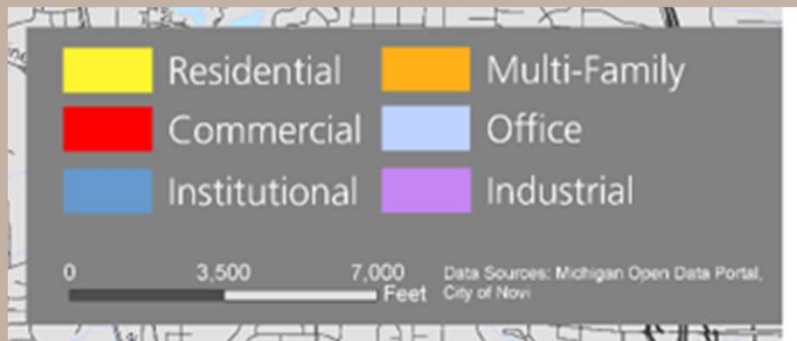 Residential
Multi-Family
Commercial
Office
Institutional
Industrial
0 3,500 7,000
Feet
Data Sources: Michigan Open Data Portal,
City of Novi